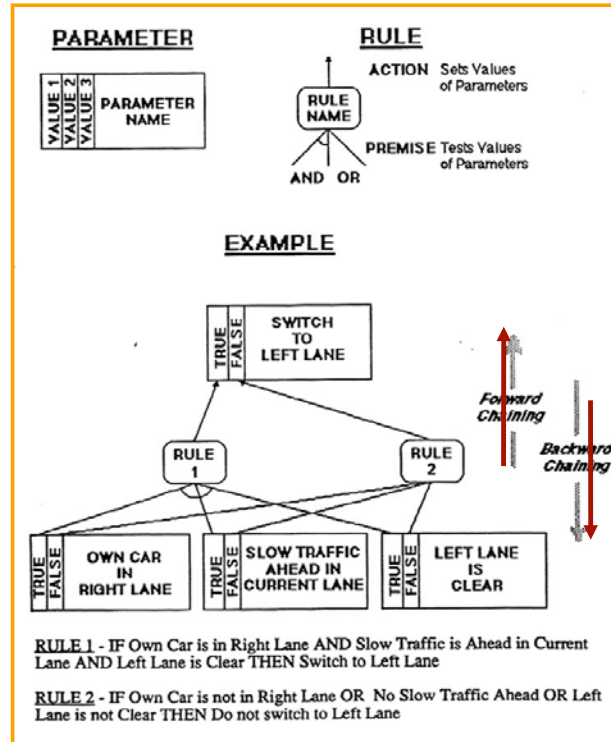 PARAMETER
RULE
VALUE 1
VALUE 2
VALUE 3
PARAMETER
NAME
ACTION Sets Values
of Parameters
RULE
NAME
PREMISE Tests Values
of Parameters
AND OR
EXAMPLE
TRUE
FALSE
SWITCH
TO
LEFT LANE
Forward
Chaining
Backward
Chaining
RULE
1
RULE
2
TRUE
FALSE
OWN CAR
IN
RIGHT LANE
TRUE
FALSE
SLOW TRAFFIC
AHEAD IN
CURRENT LANE
TRUE
FALSE
LEFT LANE
IS
CLEAR
RULE 1 - IF Own Car is in Right Lane AND Slow Traffic is Ahead in Current
Lane AND Left Lane is Clear THEN Switch to Left Lane
RULE 2 - IF Own Car is not in Right Lane OR No Slow Traffic Ahead OR Left
Lane is not Clear THEN Do not switch to Left Lane